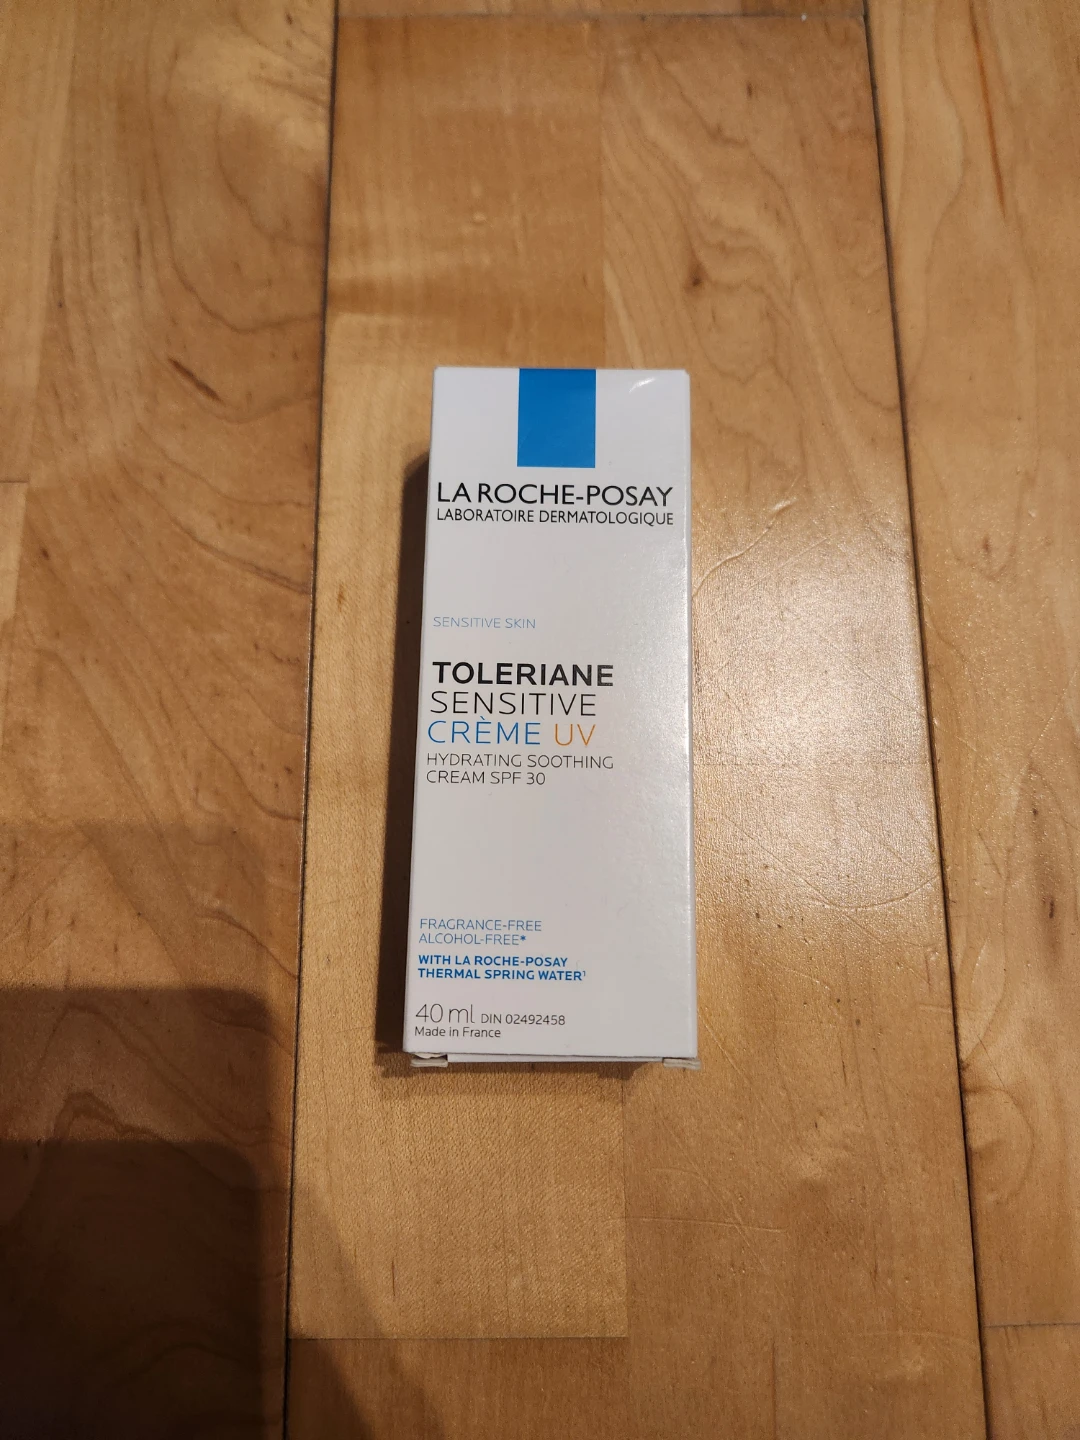 LA ROCHE-POSAY
LABORATOIRE DERMATOLOGIQUE
SENSITIVE SKIN
TOLERIANE
SENSITIVE
CRÈME UV
HYDRATING SOOTHING
CREAM SPF 30
FRAGRANCE-FREE
ALCOHOL-FREE*
WITH LA ROCHE-POSAY
THERMAL SPRING WATER¹
40 ml DIN 02492458
Made in France